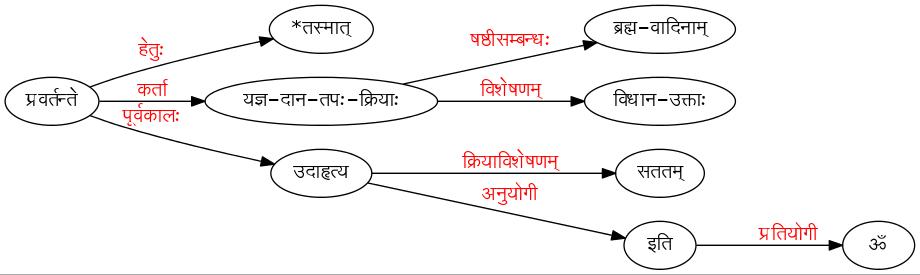 *तस्मात्
ब्रह्म-वादिनाम्
हेतुः
षष्ठीसम्बन्धः
प्रवर्तन्ते
कर्ता
यज्ञ-दान-तपः-क्रियाः
विशेषणम्
विधान-उक्ताः
पूर्वकालः
उदाहृत्य
क्रियाविशेषणम्
सततम्
अनुयोगी
इति
प्रतियोगी
ॐ